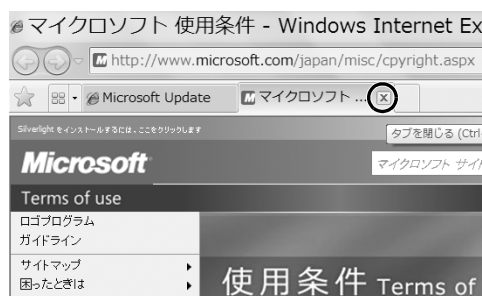 マイクロソフト 使用条件 - Windows Internet Ex
http://www.microsoft.com/japan/misc/cpyright.aspx
Microsoft Update
マイクロソフト ...
Silverlight をインストールするには、ここをクリックします
タブを閉じる (Ctrl-
Microsoft
マイクロソフト サイ
Terms of use
ロゴプログラム
ガイドライン
サイトマップ
困ったときは
使用条件 Terms of